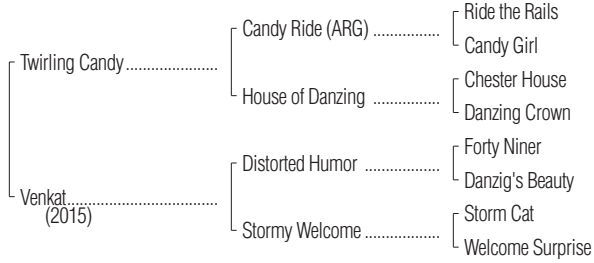 Ride the Rails
Candy Ride (ARG) ................
Candy Girl
Twirling Candy ......................
Chester House
House of Danzing ................
Danzing Crown
Forty Niner
Distorted Humor ..................
Danzig's Beauty
Venkat....................................
(2015)
Storm Cat
Stormy Welcome ..................
Welcome Surprise